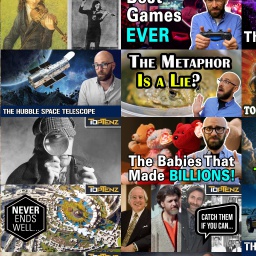 Best
Games
EVER
THE HUBBLE SPACE TELESCOPE
THE METAPHOR
IS A LIE?
TOPTENZ
The Babies That
Made BILLIONS!
NEVER
ENDS
WELL...
TOPTENZ
TOPTENZ
CATCH THEM
IF YOU CAN...